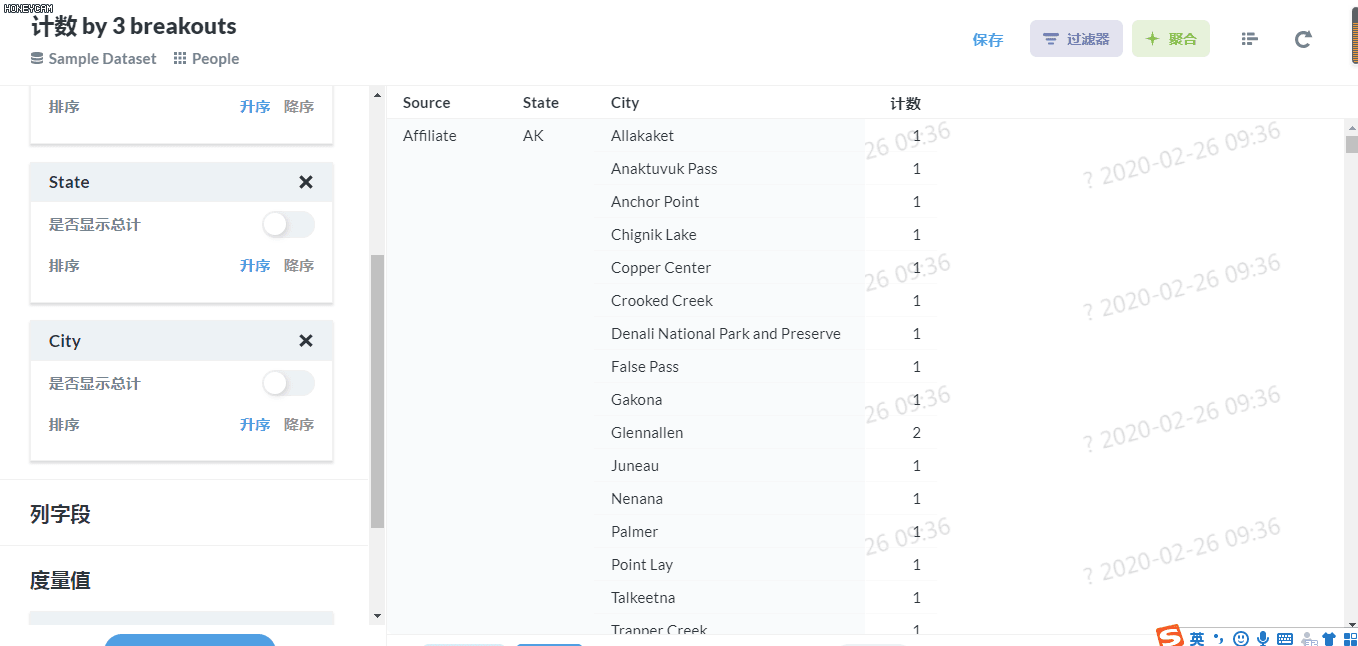 HONEYCAM
计数 by 3 breakouts
Sample Dataset People
保存 过滤器 聚合
排序 升序 降序
State
是否显示总计
排序 升序 降序
City
是否显示总计
排序 升序 降序
列字段
度量值
Source State City 计数
Affiliate AK Allakaket 1
Anaktuvuk Pass 1
Anchor Point 1
Chignik Lake 1
Copper Center 1
Crooked Creek 1
Denali National Park and Preserve 1
False Pass 1
Gakona 1
Glennallen 2
Juneau 1
Nenana 1
Palmer 1
Point Lay 1
Talkeetna 1
Trapper Creek 1
26 09:36
? 2020-02-26 09:36
26 09:36
? 2020-02-26 09:36
26 09:36
? 2020-02-26 09:36
26 09:36
? 2020-02-26 09:36
英